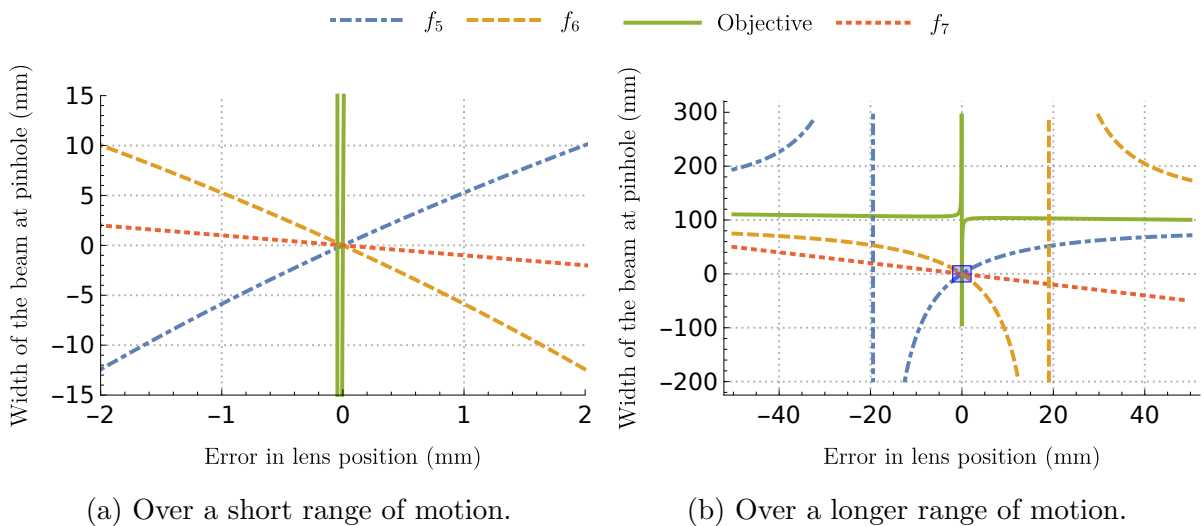 f₅ f₆ Objective f₇
Width of the beam at pinhole (mm)
15
10
5
0
−5
−10
−15
−2 −1 0 1 2
Error in lens position (mm)
(a) Over a short range of motion.
Width of the beam at pinhole (mm)
300
200
100
0
−100
−200
−40 −20 0 20 40
Error in lens position (mm)
(b) Over a longer range of motion.